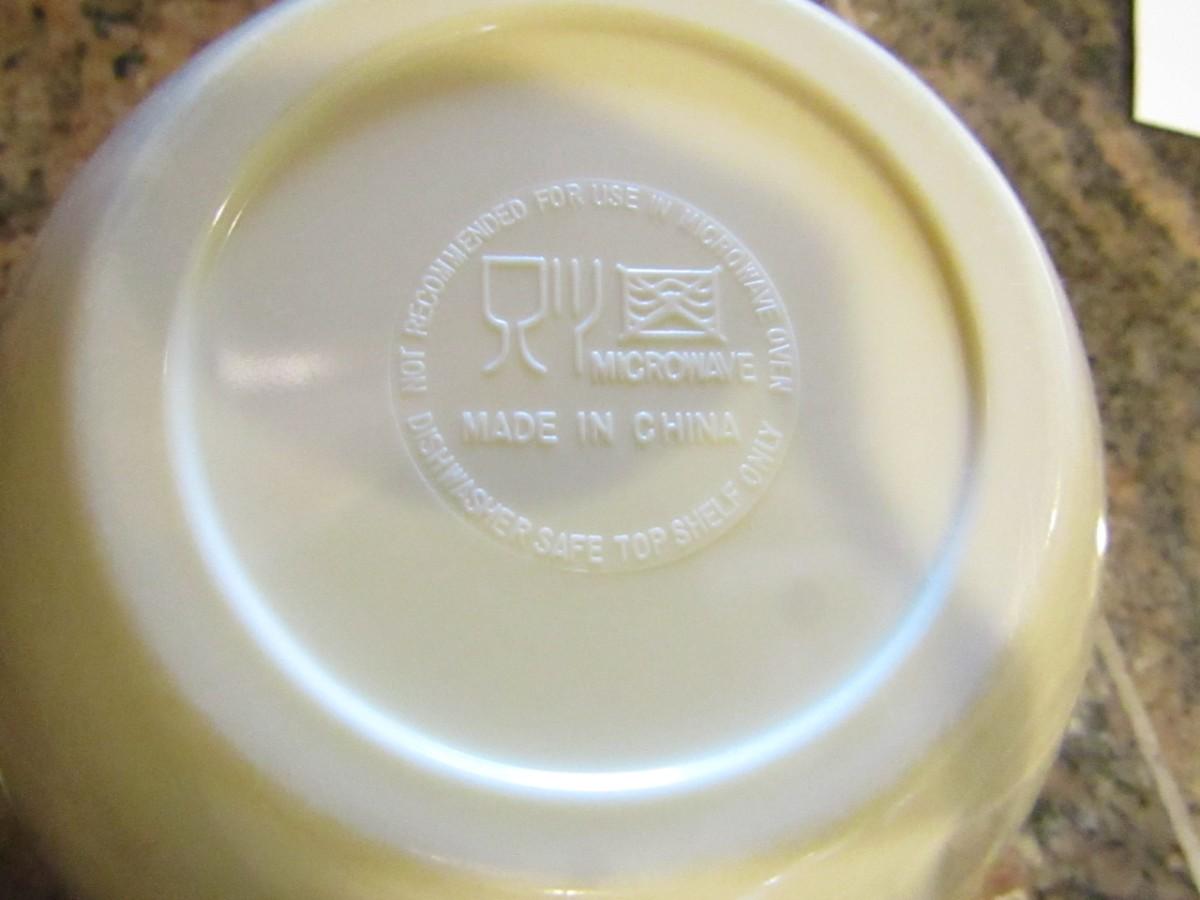 NOT RECOMMENDED FOR USE IN MICROWAVE OVEN
MICROWAVE
MADE IN CHINA
DISHWASHER SAFE TOP SHELF ONLY